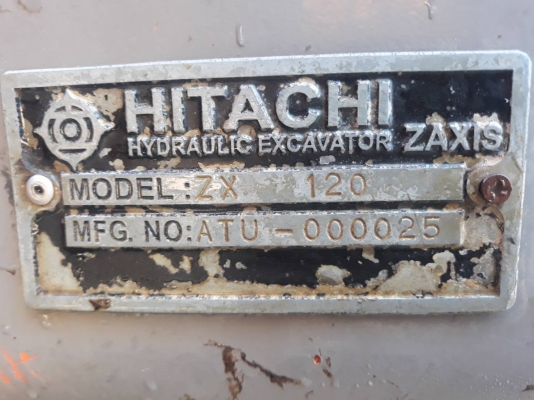 HITACHI
HYDRAULIC EXCAVATOR ZAXIS
MODEL: ZX 120
MFG. NO: ATU-000025